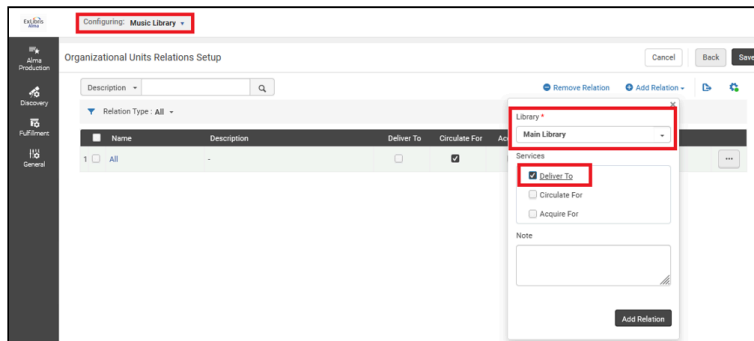 ExLibris
Alma
Configuring: Music Library
Alma
Production
Discovery
Fulfillment
General
Organizational Units Relations Setup
Cancel
Back
Save
Description
Remove Relation
Add Relation
Relation Type : All
Name
Description
Deliver To
Circulate For
1
All
-
×
Library *
Main Library
Services
Deliver To
Circulate For
Acquire For
Note
Add Relation